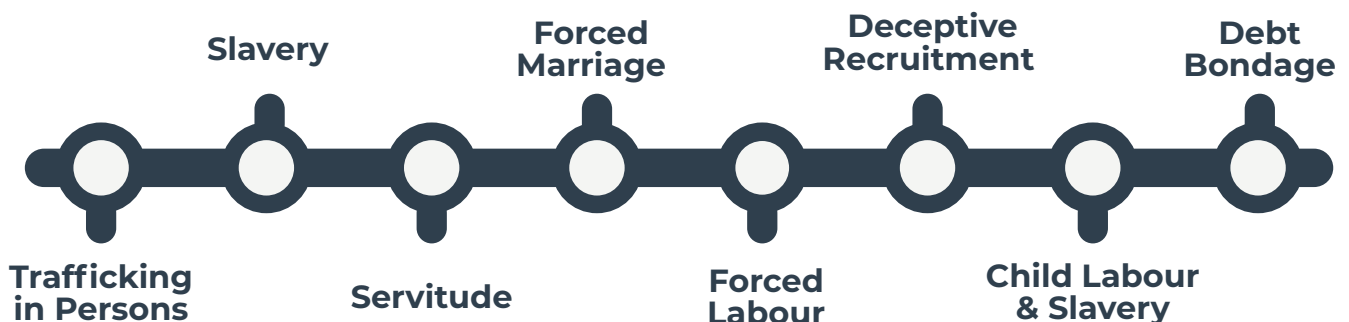 Slavery
Forced
Marriage
Deceptive
Recruitment
Debt
Bondage
Trafficking
in Persons
Servitude
Forced
Labour
Child Labour
& Slavery